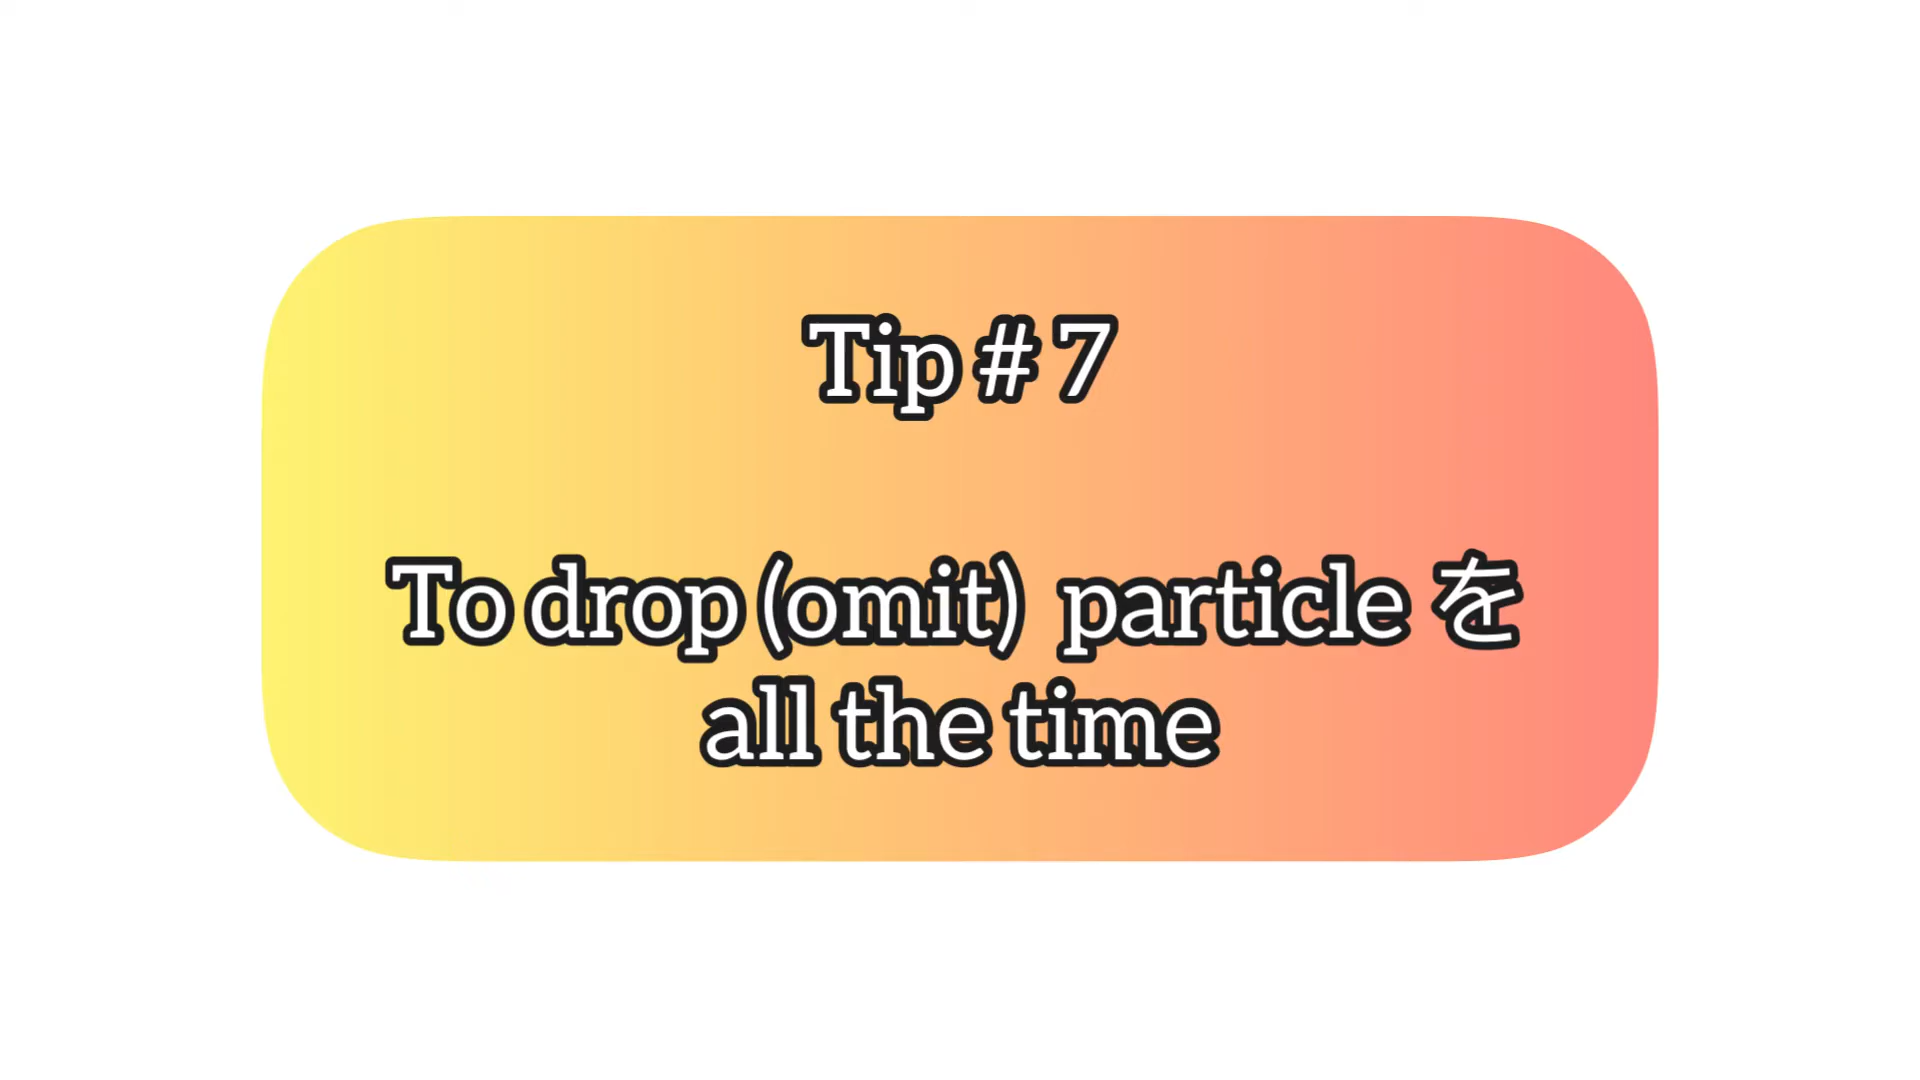 Tip # 7
To drop (omit) particle を
all the time